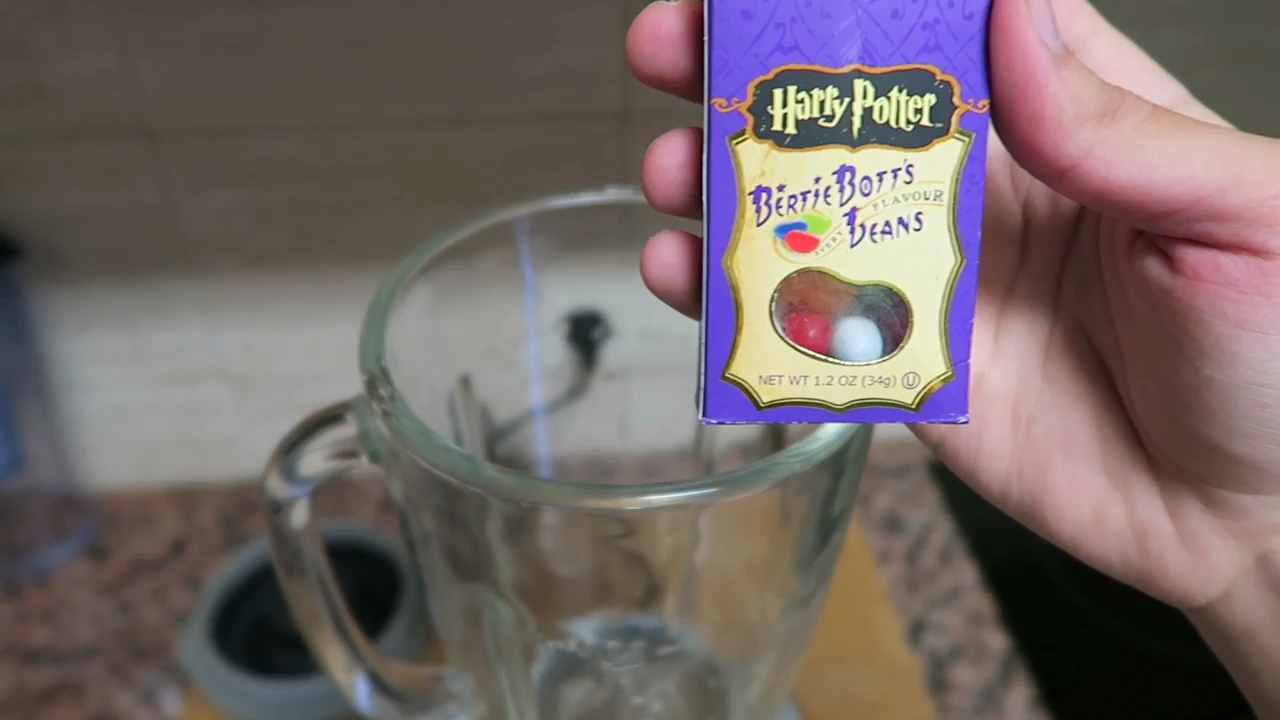 Harry Potter
BERTIE BOTT'S
EVERY FLAVOUR
BEANS
NET WT 1.2 OZ (34g) U